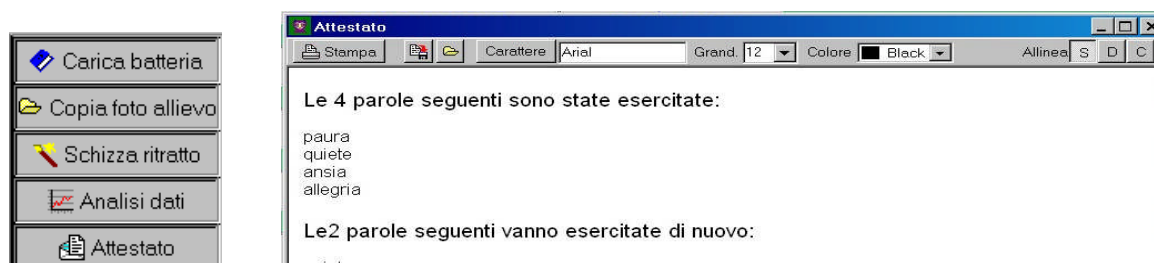 Carica batteria
Copia foto allievo
Schizza ritratto
Analisi dati
Attestato
Attestato
Stampa Carattere Arial Grand. 12 Colore Black Allinea S D C
Le 4 parole seguenti sono state esercitate:
paura
quiete
ansia
allegria
Le2 parole seguenti vanno esercitate di nuovo: